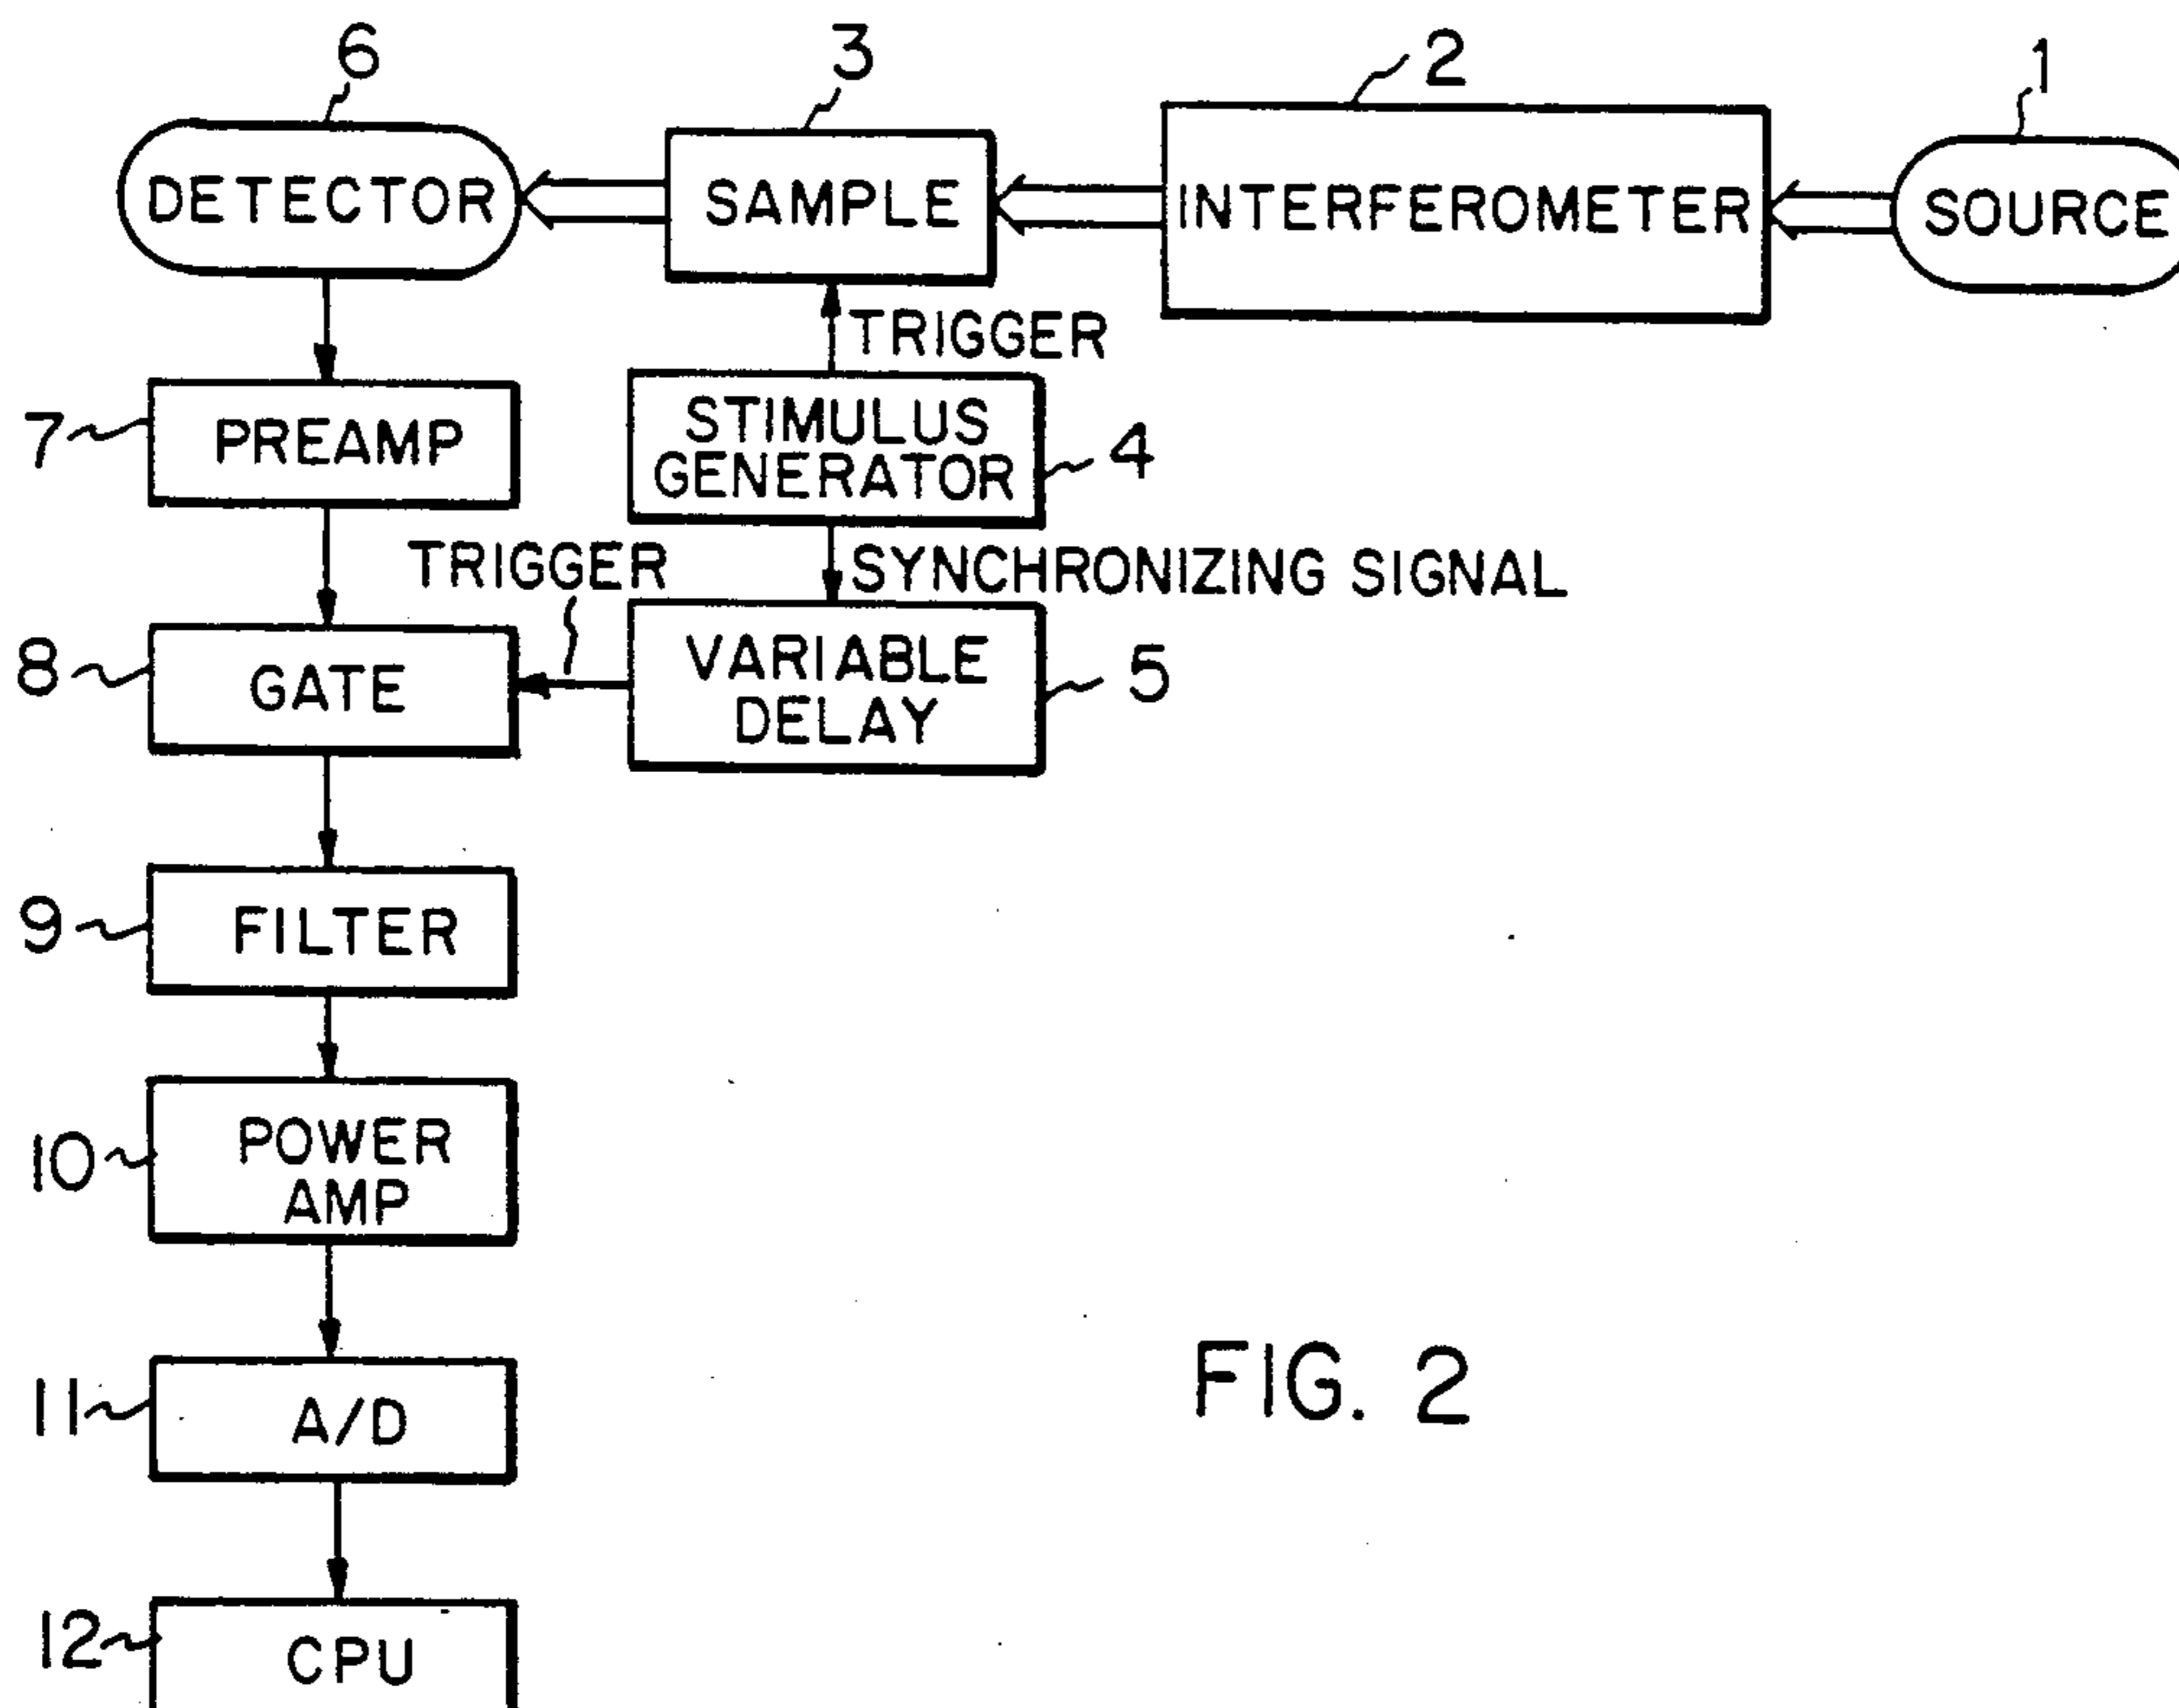 6
3
2
1
DETECTOR
SAMPLE
INTERFEROMETER
SOURCE
TRIGGER
7
PREAMP
STIMULUS
GENERATOR
4
TRIGGER
SYNCHRONIZING SIGNAL
8
GATE
VARIABLE
DELAY
5
9
FILTER
10
POWER
AMP
11
A/D
FIG. 2
12
CPU